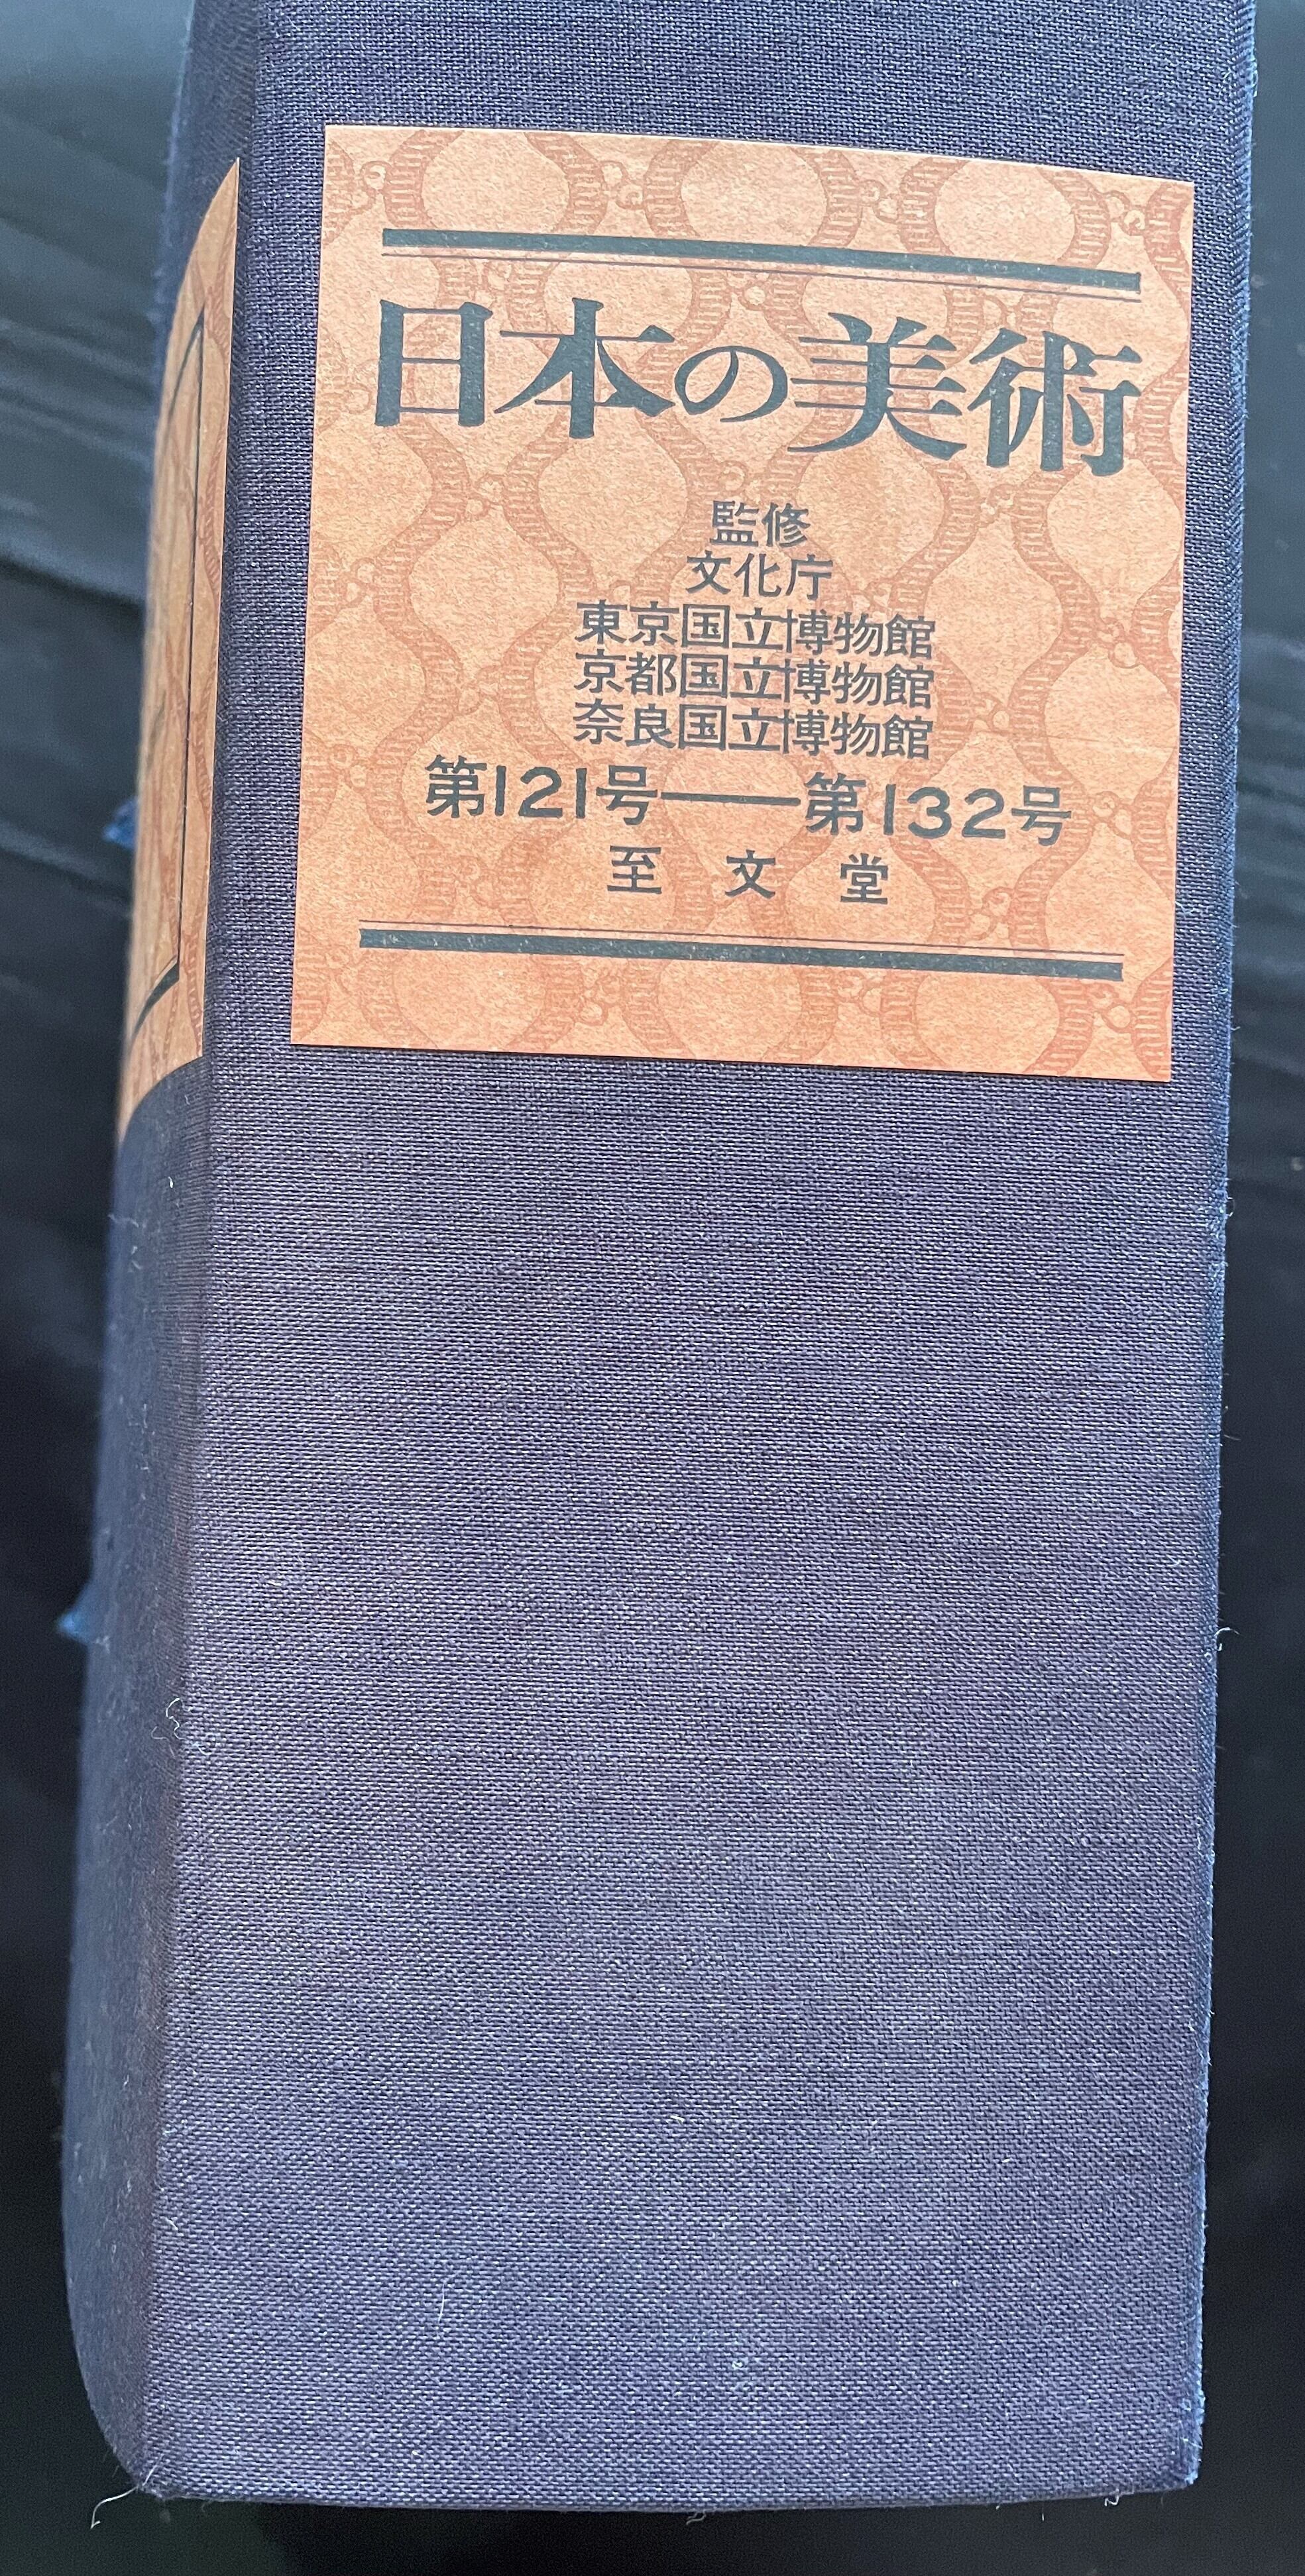 日本の美術
監修
文化庁
東京国立博物館
京都国立博物館
奈良国立博物館
第121号――第132号
至文堂